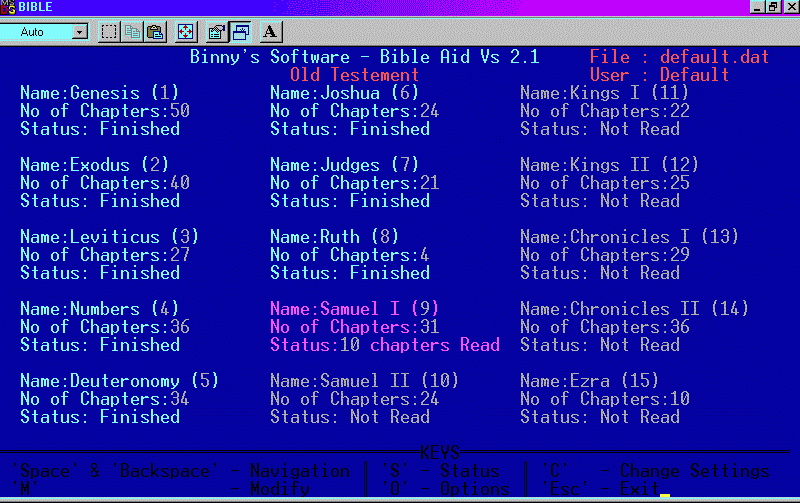 BIBLE
Auto
A
Binny's Software - Bible Aid Vs 2.1 File : default.dat
Old Testement User : Default
Name:Genesis (1) Name:Joshua (6) Name:Kings I (11)
No of Chapters:50 No of Chapters:24 No of Chapters:22
Status: Finished Status: Finished Status: Not Read
Name:Exodus (2) Name:Judges (7) Name:Kings II (12)
No of Chapters:40 No of Chapters:21 No of Chapters:25
Status: Finished Status: Finished Status: Not Read
Name:Leviticus (3) Name:Ruth (8) Name:Chronicles I (13)
No of Chapters:27 No of Chapters:4 No of Chapters:29
Status: Finished Status: Finished Status: Not Read
Name:Numbers (4) Name:Samuel I (9) Name:Chronicles II (14)
No of Chapters:36 No of Chapters:31 No of Chapters:36
Status: Finished Status:10 chapters Read Status: Not Read
Name:Deuteronomy (5) Name:Samuel II (10) Name:Ezra (15)
No of Chapters:34 No of Chapters:24 No of Chapters:10
Status: Finished Status: Not Read Status: Not Read
KEYS
'Space' & 'Backspace' - Navigation 'S' - Status 'C' - Change Settings
'M' - Modify 'O' - Options 'Esc' - Exit